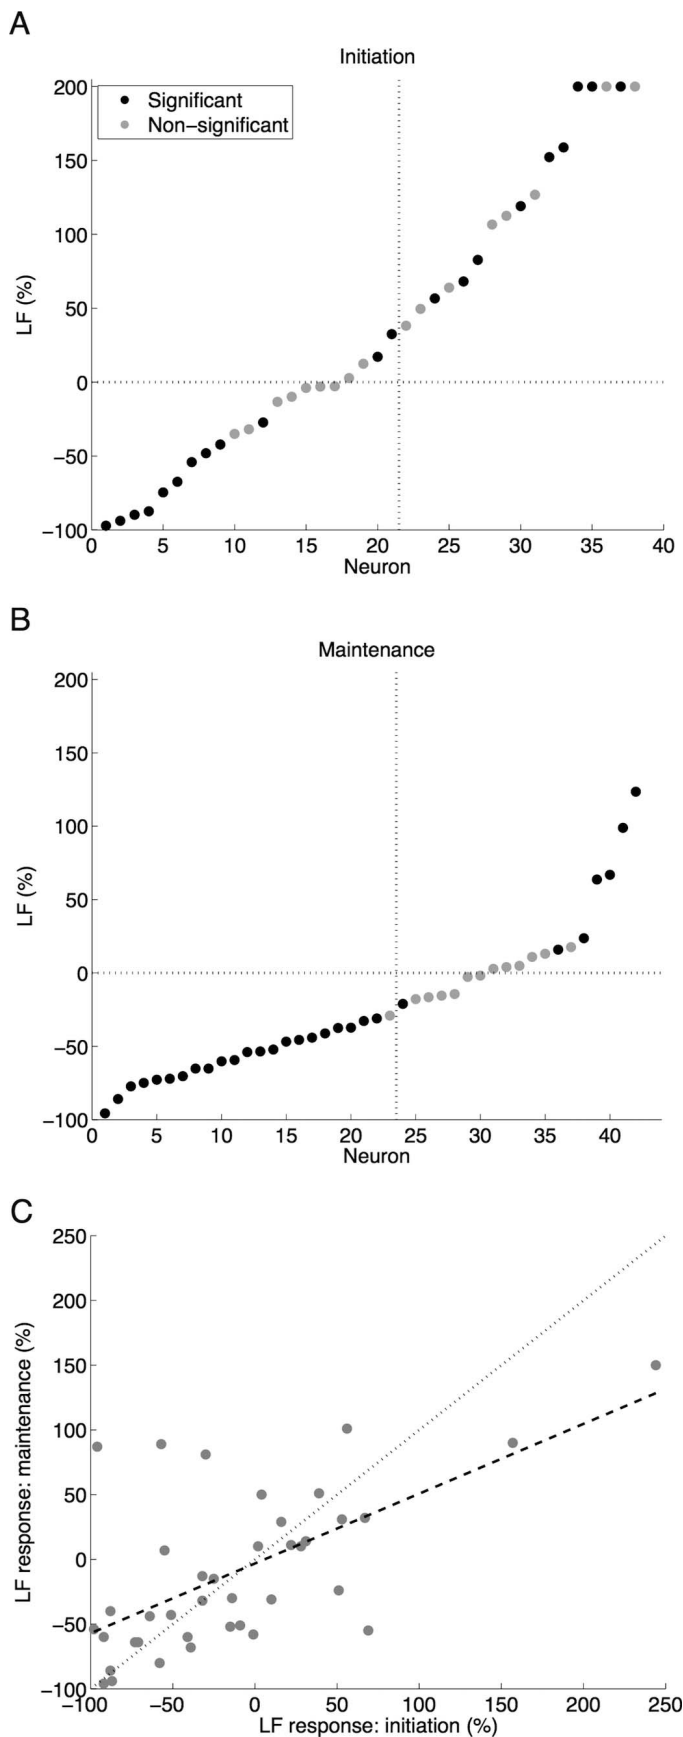 A
Initiation
Significant
Non−significant
200
150
100
50
0
−50
−100
LF (%)
0 5 10 15 20 25 30 35 40
Neuron
B
Maintenance
200
150
100
50
0
−50
−100
LF (%)
0 5 10 15 20 25 30 35 40
Neuron
C
250
200
150
100
50
0
−50
−100
LF response: maintenance (%)
−100 −50 0 50 100 150 200 250
LF response: initiation (%)